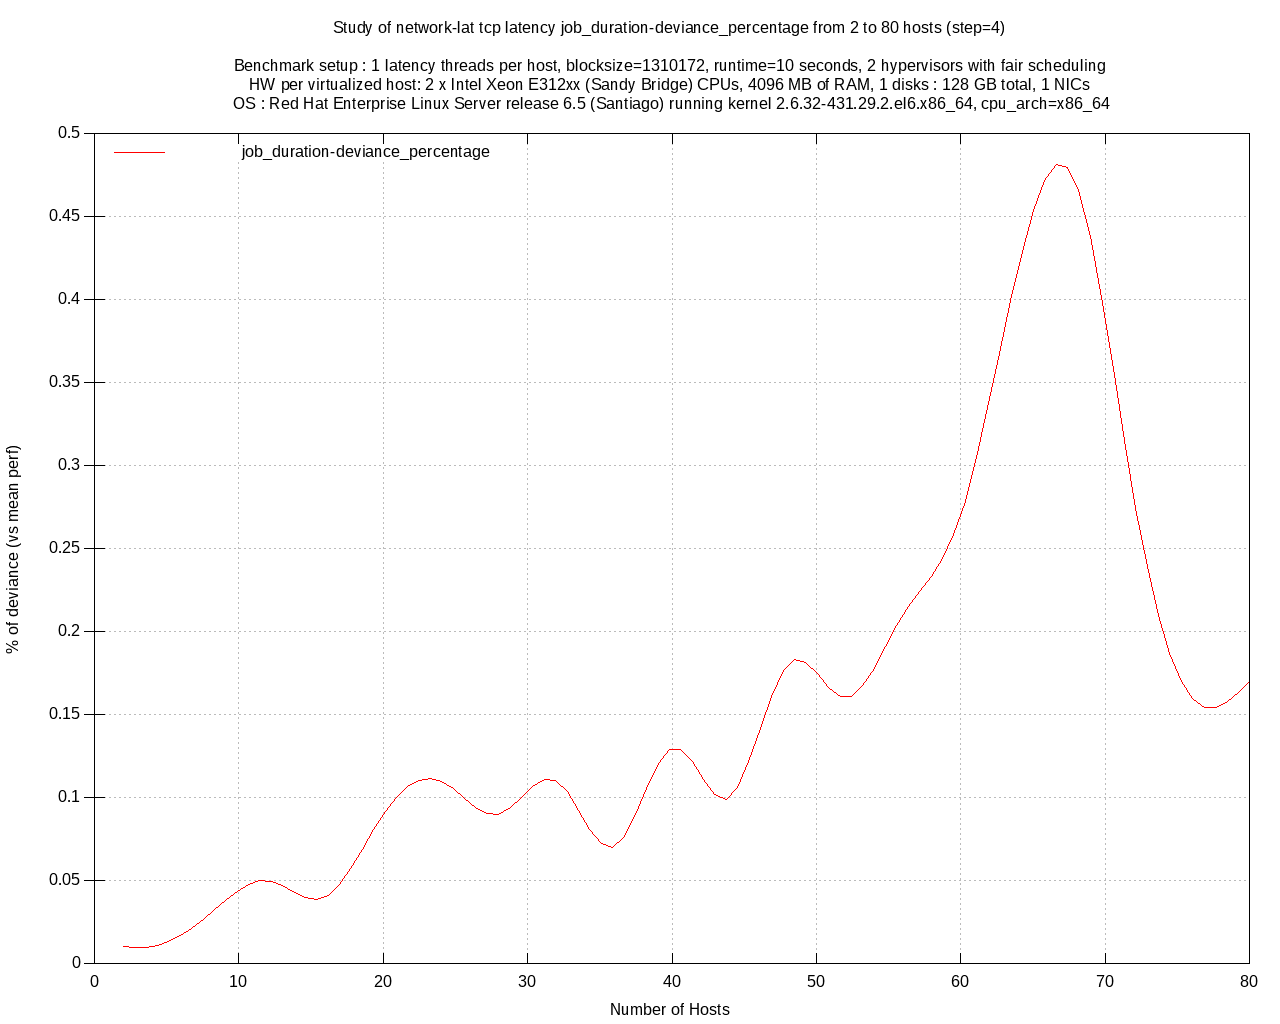 Study of network-lat tcp latency job_duration-deviance_percentage from 2 to 80 hosts (step=4)
Benchmark setup : 1 latency threads per host, blocksize=1310172, runtime=10 seconds, 2 hypervisors with fair scheduling
HW per virtualized host: 2 x Intel Xeon E312xx (Sandy Bridge) CPUs, 4096 MB of RAM, 1 disks : 128 GB total, 1 NICs
OS : Red Hat Enterprise Linux Server release 6.5 (Santiago) running kernel 2.6.32-431.29.2.el6.x86_64, cpu_arch=x86_64
job_duration-deviance_percentage
% of deviance (vs mean perf)
0.5
0.45
0.4
0.35
0.3
0.25
0.2
0.15
0.1
0.05
0
0 10 20 30 40 50 60 70 80
Number of Hosts